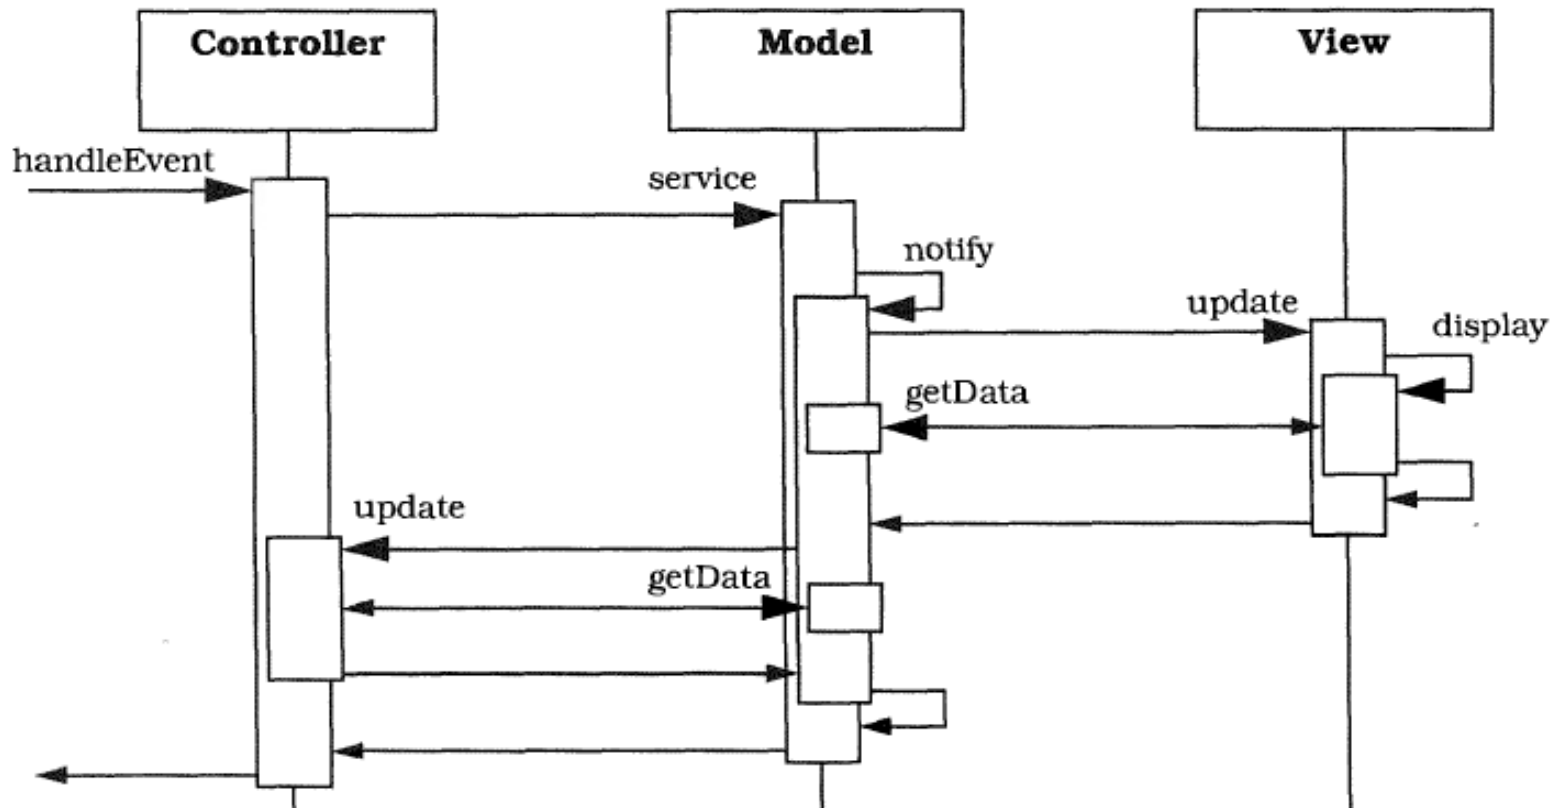 Controller
Model
View
handleEvent
service
notify
update
display
getData
update
getData